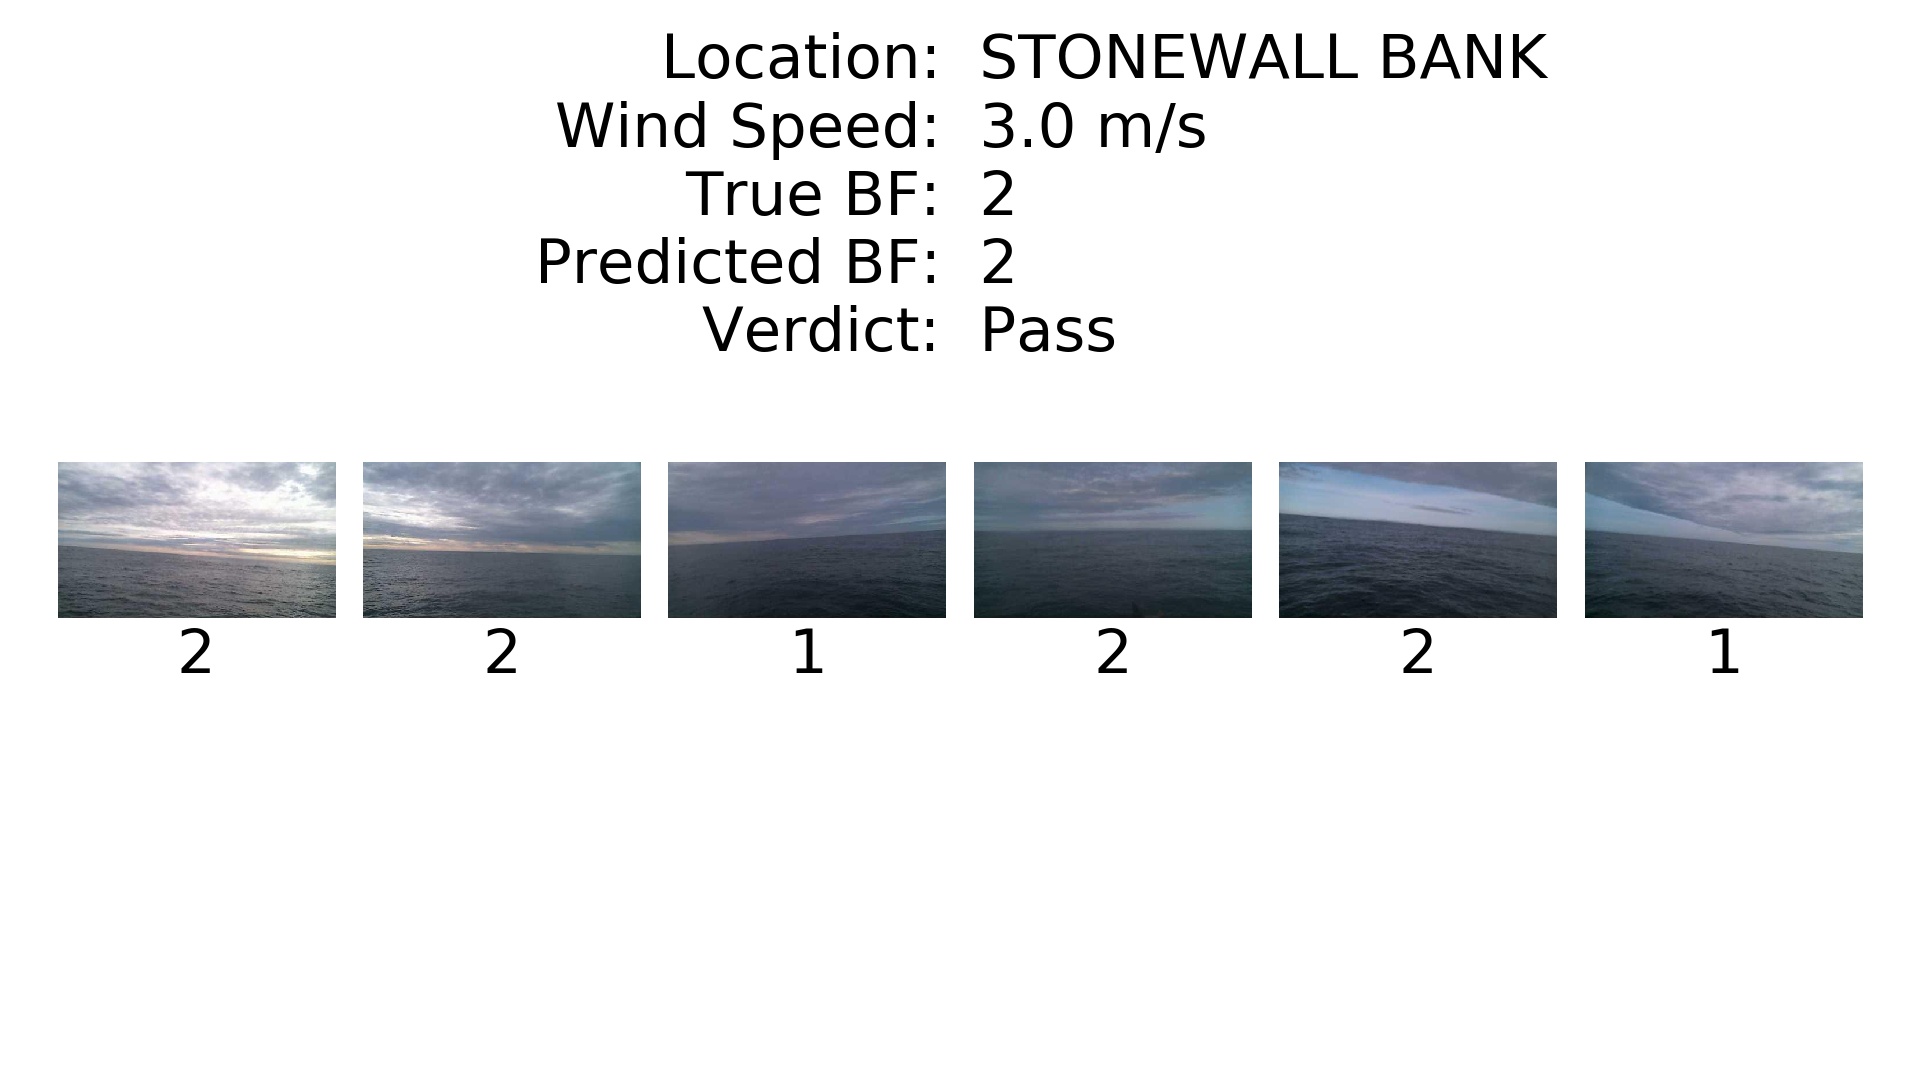 Location: STONEWALL BANK
Wind Speed: 3.0 m/s
True BF: 2
Predicted BF: 2
Verdict: Pass
2 2 1 2 2 1